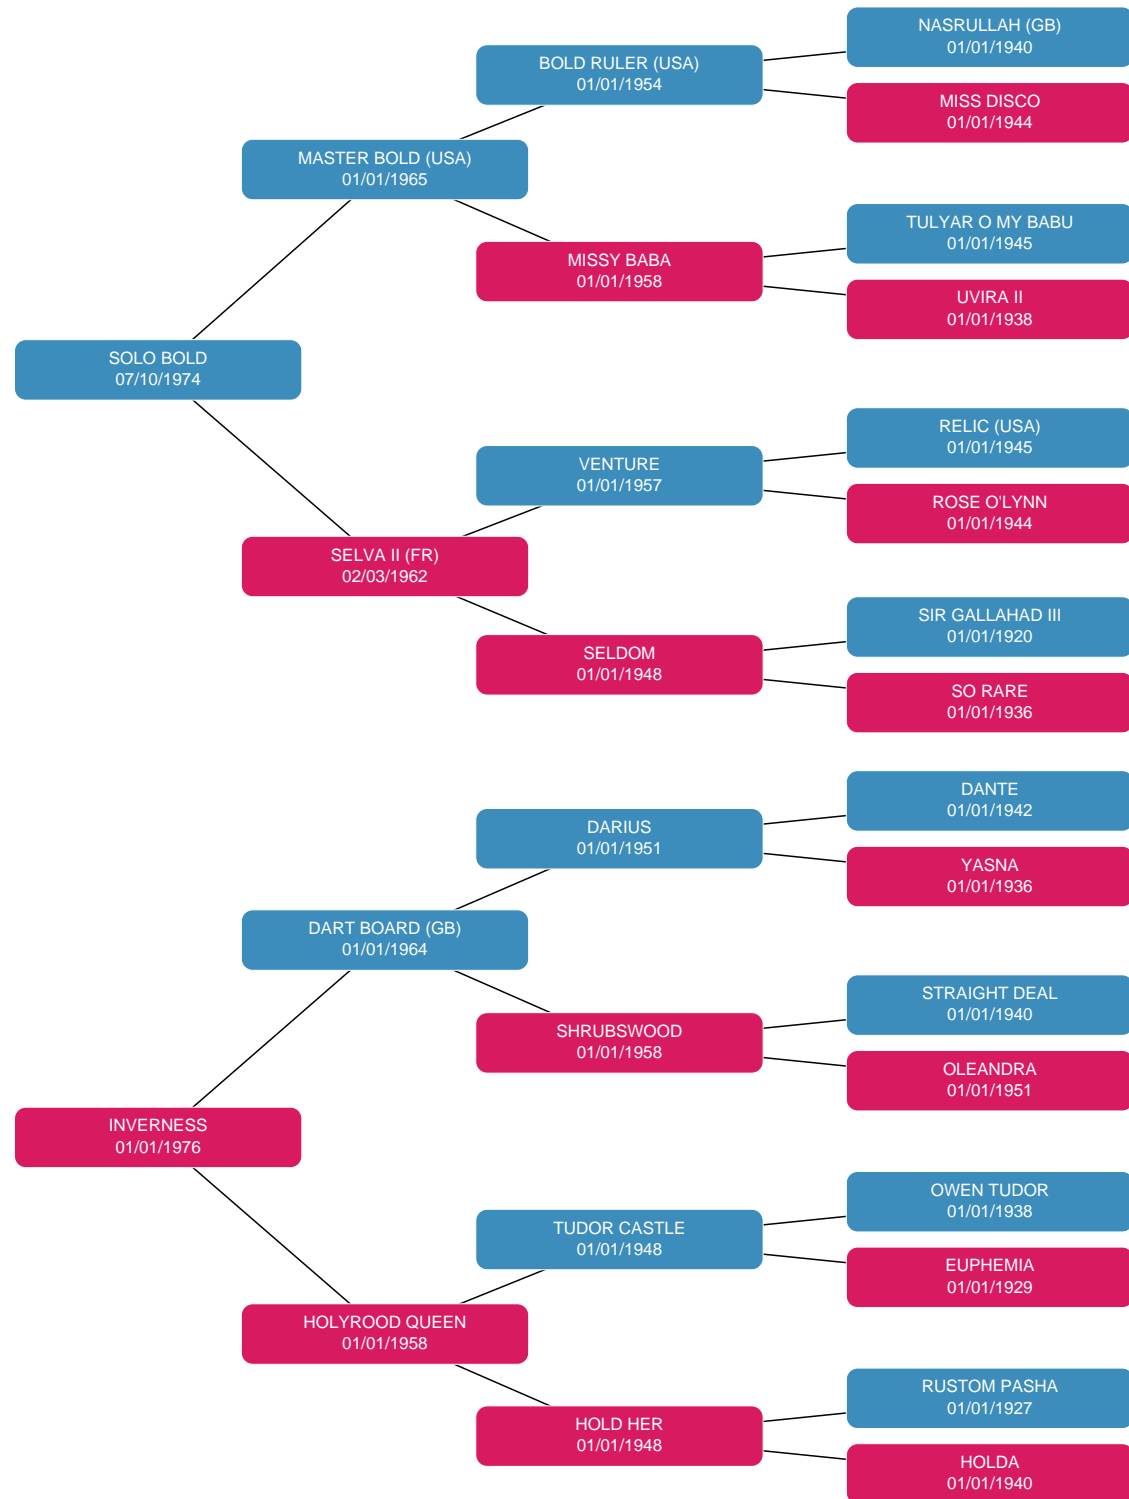 NASRULLAH (GB)
01/01/1940
BOLD RULER (USA)
01/01/1954
MISS DISCO
01/01/1944
MASTER BOLD (USA)
01/01/1965
TULYAR O MY BABU
01/01/1945
MISSY BABA
01/01/1958
UVIRA II
01/01/1938
SOLO BOLD
07/10/1974
RELIC (USA)
01/01/1945
VENTURE
01/01/1957
ROSE O'LYNN
01/01/1944
SELVA II (FR)
02/03/1962
SIR GALLAHAD III
01/01/1920
SELDOM
01/01/1948
SO RARE
01/01/1936
DANTE
01/01/1942
DARIUS
01/01/1951
YASNA
01/01/1936
DART BOARD (GB)
01/01/1964
STRAIGHT DEAL
01/01/1940
SHRUBSWOOD
01/01/1958
OLEANDRA
01/01/1951
INVERNESS
01/01/1976
OWEN TUDOR
01/01/1938
TUDOR CASTLE
01/01/1948
EUPHEMIA
01/01/1929
HOLYROOD QUEEN
01/01/1958
RUSTOM PASHA
01/01/1927
HOLD HER
01/01/1948
HOLDA
01/01/1940